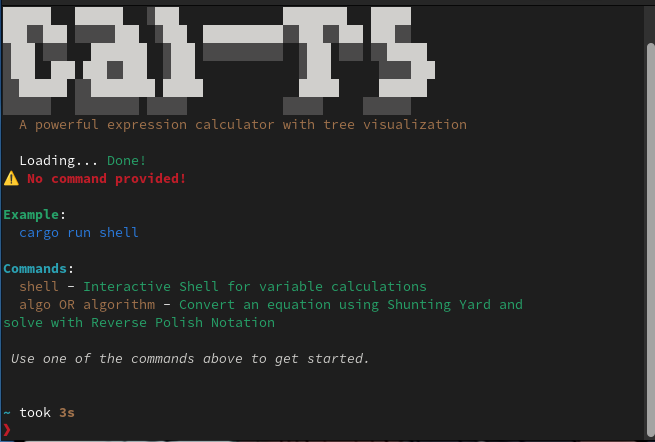 cal-rs
A powerful expression calculator with tree visualization
Loading... Done!
⚠️ No command provided!
Example:
cargo run shell
Commands:
shell – Interactive Shell for variable calculations
algo OR algorithm – Convert an equation using Shunting Yard and
solve with Reverse Polish Notation
Use one of the commands above to get started.
~ took 3s
❯